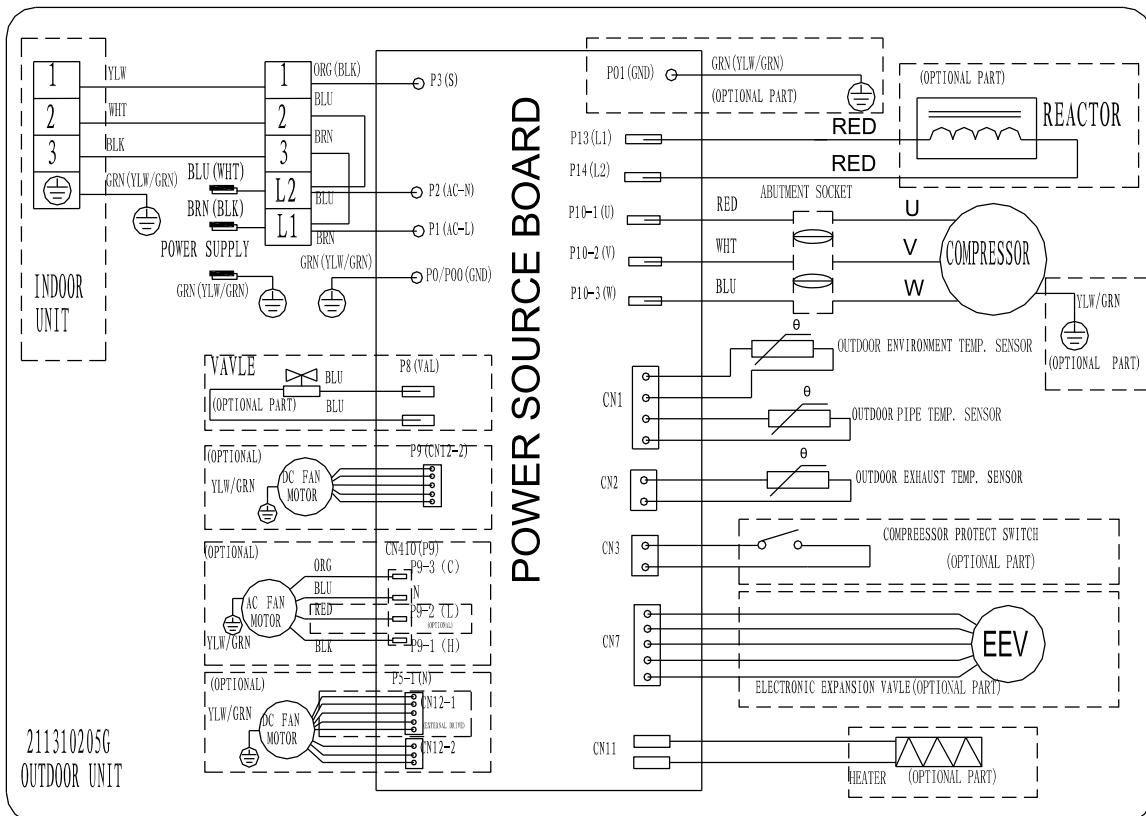 1
YLW
1
ORG(BLK)
P3(S)
BLU
2
WHT
2
BRN
3
BLK
3
GRN(YLW/GRN)
BLU(WHT)
L2
BLU
P2(AC-N)
BRN(BLK)
L1
BRN
P1(AC-L)
POWER SUPPLY
GRN(YLW/GRN)
P0/P00(GND)
GRN(YLW/GRN)
INDOOR
UNIT
POWER SOURCE BOARD
P01(GND)
GRN(YLW/GRN)
(OPTIONAL PART)
(OPTIONAL PART)
REACTOR
P13(L1)
RED
P14(L2)
RED
ABUTMENT SOCKET
P10-1(U)
RED
U
P10-2(V)
WHT
V
COMPRESSOR
P10-3(W)
BLU
W
YLW/GRN
(OPTIONAL PART)
VAVLE
P8(VAL)
BLU
(OPTIONAL PART)
BLU
(OPTIONAL)
P9(CN12-2)
YLW/GRN
DC FAN
MOTOR
(OPTIONAL)
CN410(P9)
ORG
P9-3 (C)
BLU
N
AC FAN
MOTOR
RED
P9-2 (L)
(OPTIONAL)
YLW/GRN
BLK
P9-1 (H)
(OPTIONAL)
P5-1(N)
YLW/GRN
DC FAN
MOTOR
CN12-1
(EXTERNAL DRIVED)
CN12-2
CN1
θ
OUTDOOR ENVIRONMENT TEMP. SENSOR
θ
OUTDOOR PIPE TEMP. SENSOR
CN2
θ
OUTDOOR EXHAUST TEMP. SENSOR
CN3
COMPREESSOR PROTECT SWITCH
(OPTIONAL PART)
CN7
EEV
ELECTRONIC EXPANSION VAVLE(OPTIONAL PART)
CN11
HEATER
(OPTIONAL PART)
211310205G
OUTDOOR UNIT